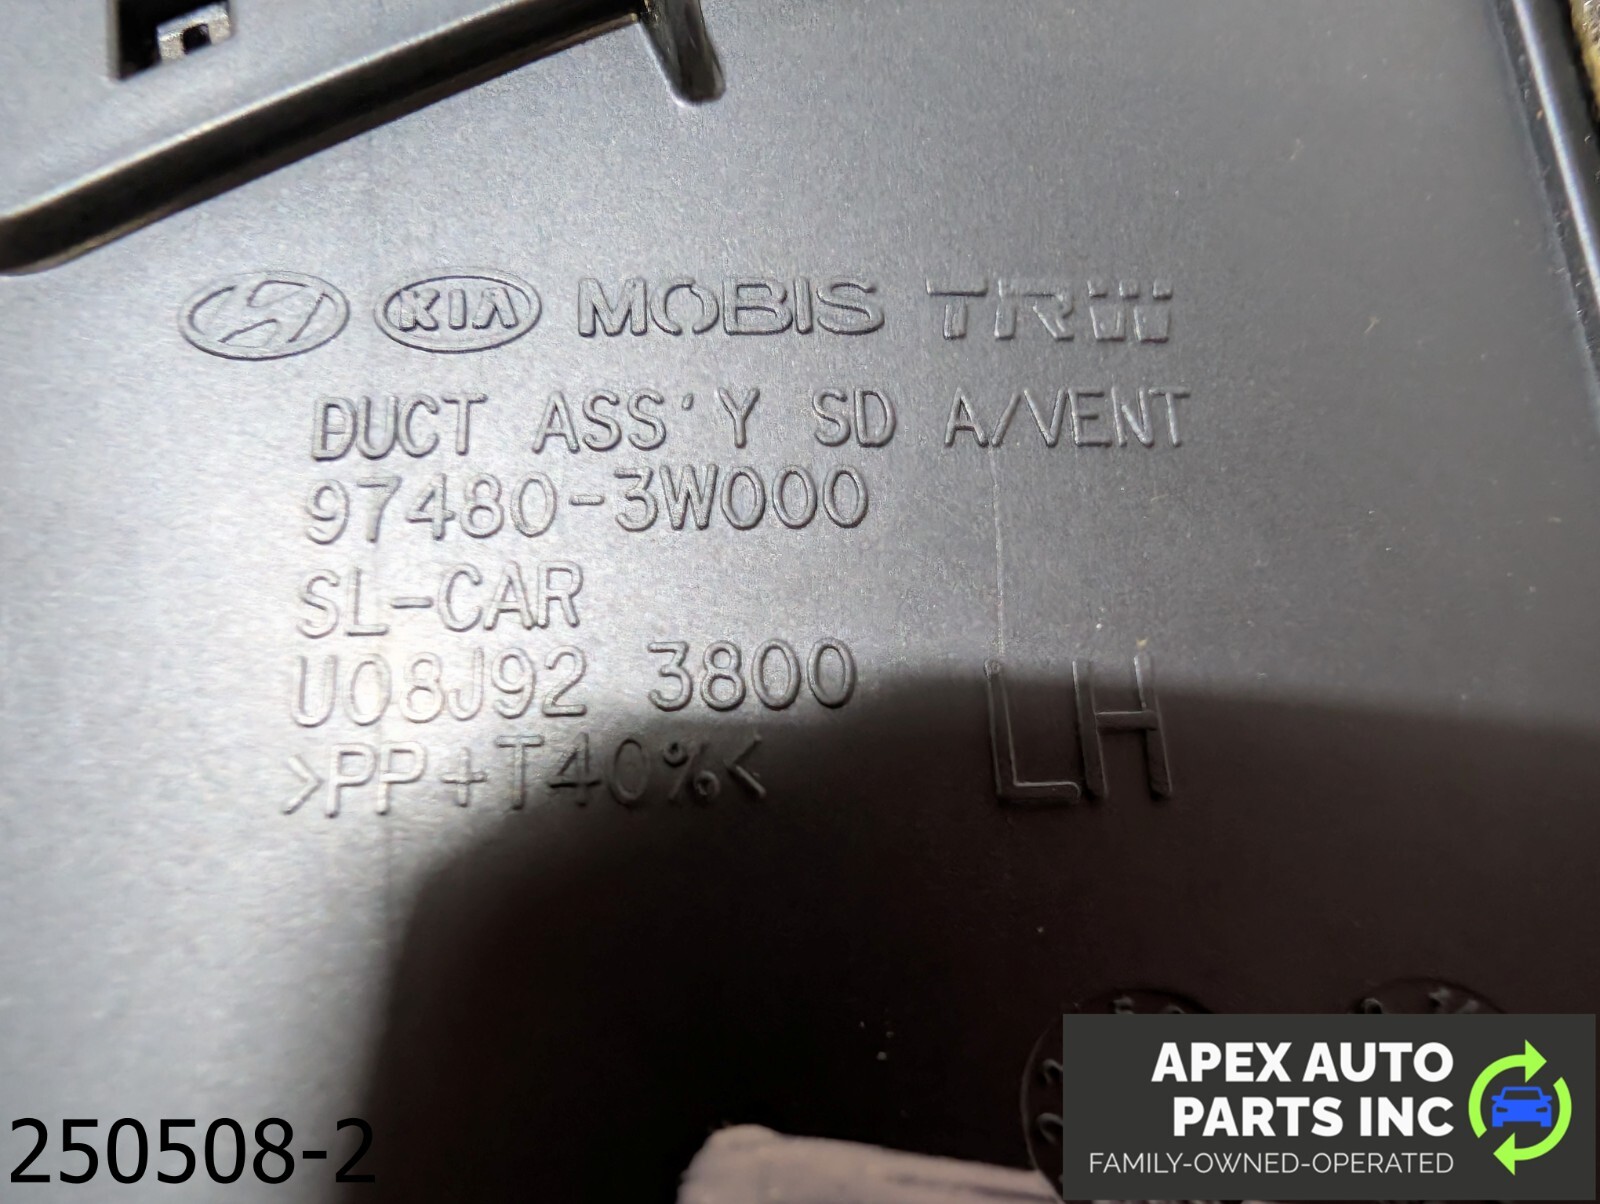 KIA MOBIS TRW
DUCT ASS'Y SD A/VENT
97480-3W000
SL-CAR
U08J92 3800
>PP+T40%<
LH
250508-2
APEX AUTO
PARTS INC
FAMILY-OWNED-OPERATED